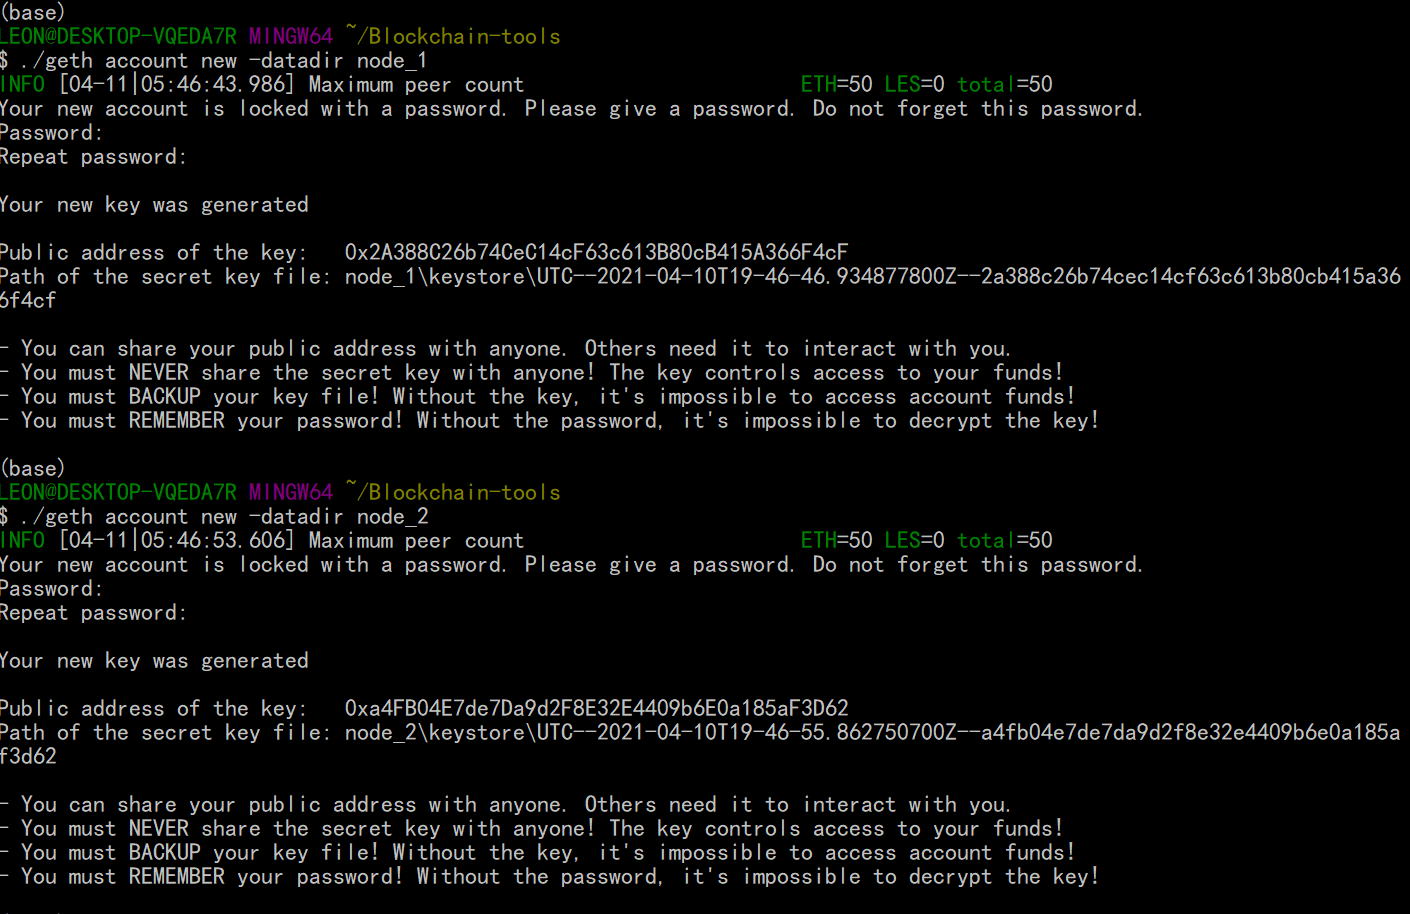 (base)
LEON@DESKTOP-VQEDA7R MINGW64 ~/Blockchain-tools
$ ./geth account new -datadir node_1
INFO [04-11|05:46:43.986] Maximum peer count                       ETH=50 LES=0 total=50
Your new account is locked with a password. Please give a password. Do not forget this password.
Password:
Repeat password:
Your new key was generated
Public address of the key:   0x2A388C26b74CeC14cF63c613B80cB415A366F4cF
Path of the secret key file: node_1\keystore\UTC--2021-04-10T19-46-46.934877800Z--2a388c26b74cec14cf63c613b80cb415a36
6f4cf
- You can share your public address with anyone. Others need it to interact with you.
- You must NEVER share the secret key with anyone! The key controls access to your funds!
- You must BACKUP your key file! Without the key, it's impossible to access account funds!
- You must REMEMBER your password! Without the password, it's impossible to decrypt the key!
(base)
LEON@DESKTOP-VQEDA7R MINGW64 ~/Blockchain-tools
$ ./geth account new -datadir node_2
INFO [04-11|05:46:53.606] Maximum peer count                       ETH=50 LES=0 total=50
Your new account is locked with a password. Please give a password. Do not forget this password.
Password:
Repeat password:
Your new key was generated
Public address of the key:   0xa4FB04E7de7Da9d2F8E32E4409b6E0a185aF3D62
Path of the secret key file: node_2\keystore\UTC--2021-04-10T19-46-55.862750700Z--a4fb04e7de7da9d2f8e32e4409b6e0a185a
f3d62
- You can share your public address with anyone. Others need it to interact with you.
- You must NEVER share the secret key with anyone! The key controls access to your funds!
- You must BACKUP your key file! Without the key, it's impossible to access account funds!
- You must REMEMBER your password! Without the password, it's impossible to decrypt the key!